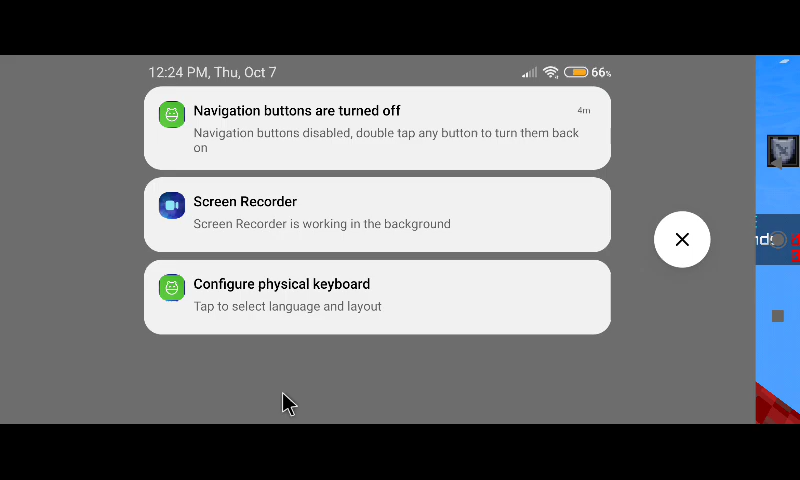 12:24 PM, Thu, Oct 7
66%
Navigation buttons are turned off
4m
Navigation buttons disabled, double tap any button to turn them back
on
Screen Recorder
Screen Recorder is working in the background
Configure physical keyboard
Tap to select language and layout